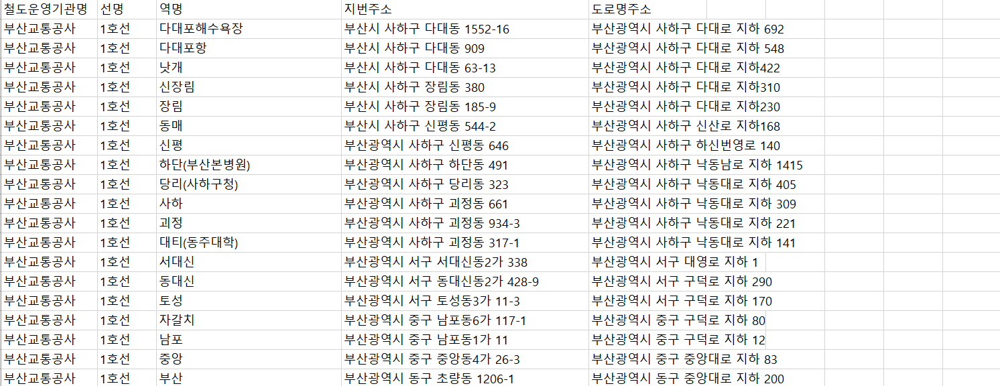 철도운영기관명 선명 역명 지번주소 도로명주소
부산교통공사 1호선 다대포해수욕장 부산시 사하구 다대동 1552-16 부산광역시 사하구 다대로 지하 692
부산교통공사 1호선 다대포항 부산시 사하구 다대동 909 부산광역시 사하구 다대로 지하 548
부산교통공사 1호선 낫개 부산시 사하구 다대동 63-13 부산광역시 사하구 다대로 지하422
부산교통공사 1호선 신장림 부산시 사하구 장림동 380 부산광역시 사하구 다대로 지하310
부산교통공사 1호선 장림 부산시 사하구 장림동 185-9 부산광역시 사하구 다대로 지하230
부산교통공사 1호선 동매 부산시 사하구 신평동 544-2 부산광역시 사하구 신산로 지하168
부산교통공사 1호선 신평 부산광역시 사하구 신평동 646 부산광역시 사하구 하신번영로 140
부산교통공사 1호선 하단(부산본병원) 부산광역시 사하구 하단동 491 부산광역시 사하구 낙동남로 지하 1415
부산교통공사 1호선 당리(사하구청) 부산광역시 사하구 당리동 323 부산광역시 사하구 낙동대로 지하 405
부산교통공사 1호선 사하 부산광역시 사하구 괴정동 661 부산광역시 사하구 낙동대로 지하 309
부산교통공사 1호선 괴정 부산광역시 사하구 괴정동 934-3 부산광역시 사하구 낙동대로 지하 221
부산교통공사 1호선 대티(동주대학) 부산광역시 사하구 괴정동 317-1 부산광역시 사하구 낙동대로 지하 141
부산교통공사 1호선 서대신 부산광역시 서구 서대신동2가 338 부산광역시 서구 대영로 지하 1
부산교통공사 1호선 동대신 부산광역시 서구 동대신동2가 428-9 부산광역시 서구 구덕로 지하 290
부산교통공사 1호선 토성 부산광역시 서구 토성동3가 11-3 부산광역시 서구 구덕로 지하 170
부산교통공사 1호선 자갈치 부산광역시 중구 남포동6가 117-1 부산광역시 중구 구덕로 지하 80
부산교통공사 1호선 남포 부산광역시 중구 남포동1가 11 부산광역시 중구 구덕로 지하 12
부산교통공사 1호선 중앙 부산광역시 중구 중앙동4가 26-3 부산광역시 중구 중앙대로 지하 83
부산교통공사 1호선 부산 부산광역시 동구 초량동 1206-1 부산광역시 동구 중앙대로 지하 200